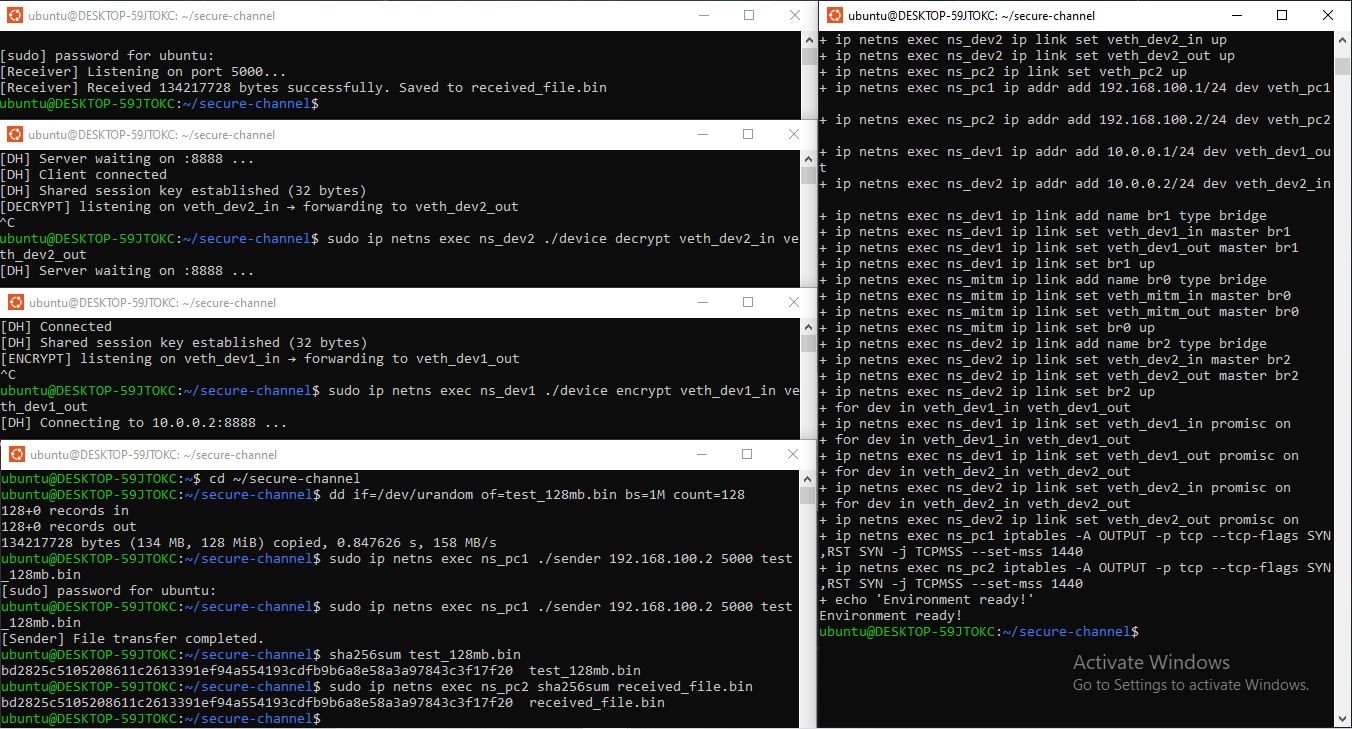 ubuntu@DESKTOP-59JTOKC: ~/secure-channel
[sudo] password for ubuntu:
[Receiver] Listening on port 5000...
[Receiver] Received 134217728 bytes successfully. Saved to received_file.bin
ubuntu@DESKTOP-59JTOKC:~/secure-channel$
ubuntu@DESKTOP-59JTOKC: ~/secure-channel
[DH] Server waiting on :8888 ...
[DH] Client connected
[DH] Shared session key established (32 bytes)
[DECRYPT] listening on veth_dev2_in → forwarding to veth_dev2_out
^C
ubuntu@DESKTOP-59JTOKC:~/secure-channel$ sudo ip netns exec ns_dev2 ./device decrypt veth_dev2_in ve
th_dev2_out
[DH] Server waiting on :8888 ...
ubuntu@DESKTOP-59JTOKC: ~/secure-channel
[DH] Connected
[DH] Shared session key established (32 bytes)
[ENCRYPT] listening on veth_dev1_in → forwarding to veth_dev1_out
^C
ubuntu@DESKTOP-59JTOKC:~/secure-channel$ sudo ip netns exec ns_dev1 ./device encrypt veth_dev1_in ve
th_dev1_out
[DH] Connecting to 10.0.0.2:8888 ...
ubuntu@DESKTOP-59JTOKC: ~/secure-channel
ubuntu@DESKTOP-59JTOKC:~$ cd ~/secure-channel
ubuntu@DESKTOP-59JTOKC:~/secure-channel$ dd if=/dev/urandom of=test_128mb.bin bs=1M count=128
128+0 records in
128+0 records out
134217728 bytes (134 MB, 128 MiB) copied, 0.847626 s, 158 MB/s
ubuntu@DESKTOP-59JTOKC:~/secure-channel$ sudo ip netns exec ns_pc1 ./sender 192.168.100.2 5000 test
_128mb.bin
[sudo] password for ubuntu:
ubuntu@DESKTOP-59JTOKC:~/secure-channel$ sudo ip netns exec ns_pc1 ./sender 192.168.100.2 5000 test
_128mb.bin
[Sender] File transfer completed.
ubuntu@DESKTOP-59JTOKC:~/secure-channel$ sha256sum test_128mb.bin
bd2825c5105208611c2613391ef94a554193cdfb9b6a8e58a3a97843c3f17f20  test_128mb.bin
ubuntu@DESKTOP-59JTOKC:~/secure-channel$ sudo ip netns exec ns_pc2 sha256sum received_file.bin
bd2825c5105208611c2613391ef94a554193cdfb9b6a8e58a3a97843c3f17f20  received_file.bin
ubuntu@DESKTOP-59JTOKC:~/secure-channel$
ubuntu@DESKTOP-59JTOKC: ~/secure-channel
+ ip netns exec ns_dev2 ip link set veth_dev2_in up
+ ip netns exec ns_dev2 ip link set veth_dev2_out up
+ ip netns exec ns_pc2 ip link set veth_pc2 up
+ ip netns exec ns_pc1 ip addr add 192.168.100.1/24 dev veth_pc1
+ ip netns exec ns_pc2 ip addr add 192.168.100.2/24 dev veth_pc2
+ ip netns exec ns_dev1 ip addr add 10.0.0.1/24 dev veth_dev1_ou
t
+ ip netns exec ns_dev2 ip addr add 10.0.0.2/24 dev veth_dev2_in
+ ip netns exec ns_dev1 ip link add name br1 type bridge
+ ip netns exec ns_dev1 ip link set veth_dev1_in master br1
+ ip netns exec ns_dev1 ip link set veth_dev1_out master br1
+ ip netns exec ns_dev1 ip link set br1 up
+ ip netns exec ns_mitm ip link add name br0 type bridge
+ ip netns exec ns_mitm ip link set veth_mitm_in master br0
+ ip netns exec ns_mitm ip link set veth_mitm_out master br0
+ ip netns exec ns_mitm ip link set br0 up
+ ip netns exec ns_dev2 ip link add name br2 type bridge
+ ip netns exec ns_dev2 ip link set veth_dev2_in master br2
+ ip netns exec ns_dev2 ip link set veth_dev2_out master br2
+ ip netns exec ns_dev2 ip link set br2 up
+ for dev in veth_dev1_in veth_dev1_out
+ ip netns exec ns_dev1 ip link set veth_dev1_in promisc on
+ for dev in veth_dev1_in veth_dev1_out
+ ip netns exec ns_dev1 ip link set veth_dev1_out promisc on
+ for dev in veth_dev2_in veth_dev2_out
+ ip netns exec ns_dev2 ip link set veth_dev2_in promisc on
+ for dev in veth_dev2_in veth_dev2_out
+ ip netns exec ns_dev2 ip link set veth_dev2_out promisc on
+ ip netns exec ns_pc1 iptables -A OUTPUT -p tcp --tcp-flags SYN
,RST SYN -j TCPMSS --set-mss 1440
+ ip netns exec ns_pc2 iptables -A OUTPUT -p tcp --tcp-flags SYN
,RST SYN -j TCPMSS --set-mss 1440
+ echo 'Environment ready!'
Environment ready!
ubuntu@DESKTOP-59JTOKC:~/secure-channel$
Activate Windows
Go to Settings to activate Windows.